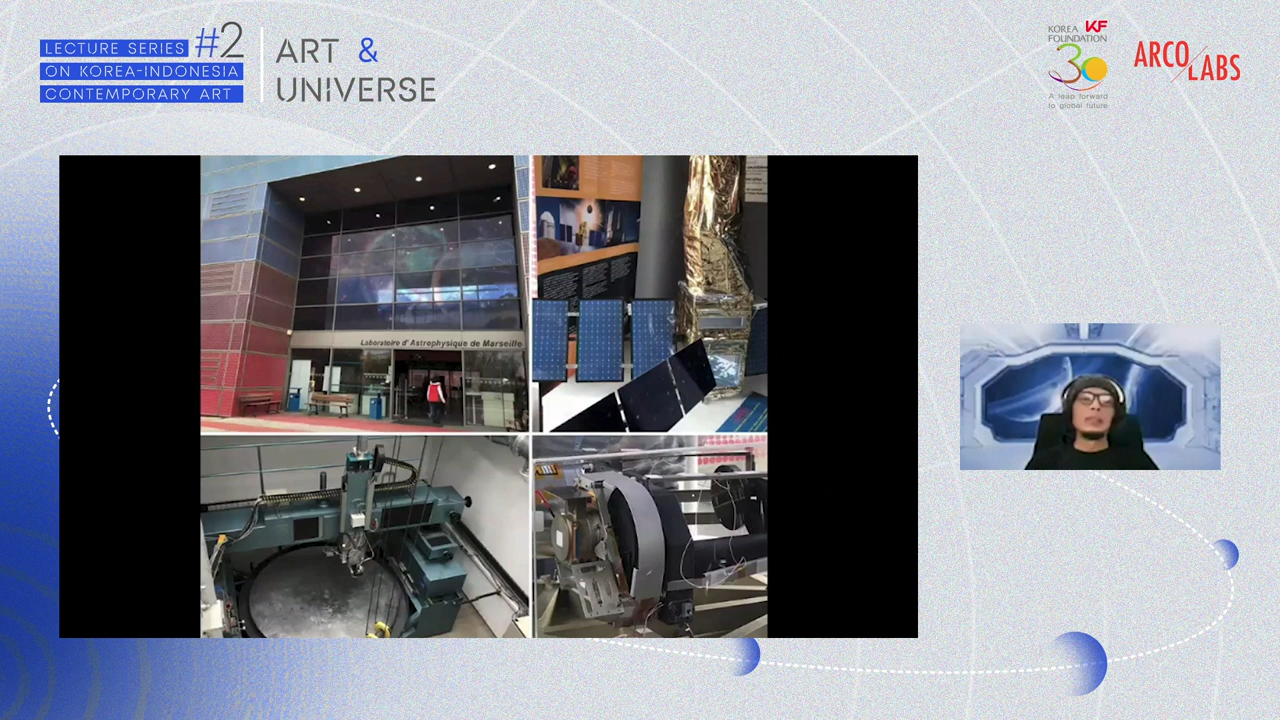 LECTURE SERIES #2
ON KOREA-INDONESIA
CONTEMPORARY ART
ART &
UNIVERSE
KOREA KF
FOUNDATION
30
A leap forward
to global future
ARCO/LABS
Laboratoire d'Astrophysique de Marseille